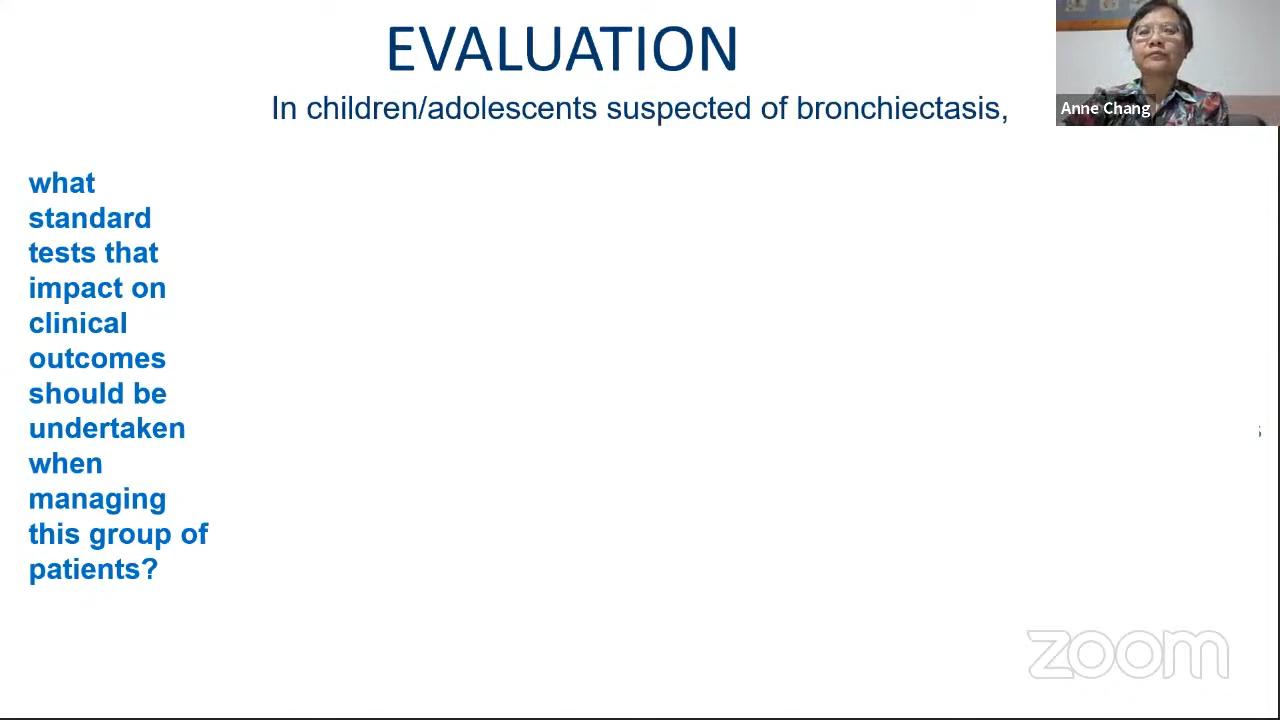 EVALUATION
In children/adolescents suspected of bronchiectasis,
Anne Chang
what
standard
tests that
impact on
clinical
outcomes
should be
undertaken
when
managing
this group of
patients?
zoom